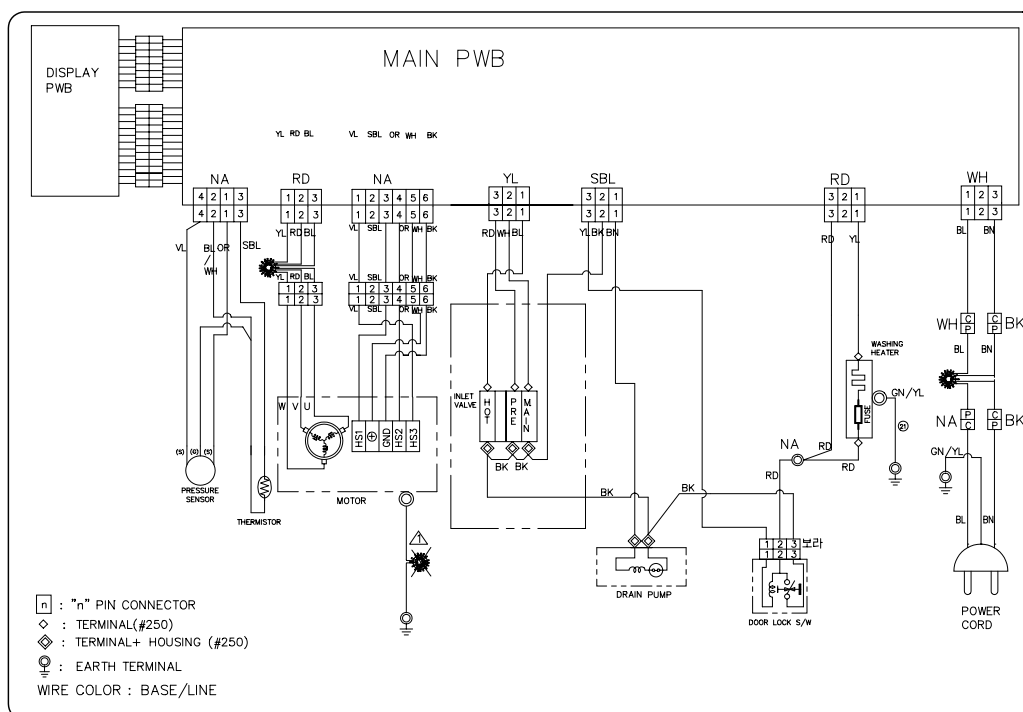 DISPLAY
PWB
MAIN PWB
YL RD BL
VL SBL OR WH BK
NA
RD
NA
YL
SBL
RD
WH
4 2 1 3
1 2 3
1 2 3 4 5 6
3 2 1
3 2 1
3 2 1
1 2 3
4 2 1 3
1 2 3
1 2 3 4 5 6
3 2 1
3 2 1
3 2 1
1 2 3
VL
BL
/
WH
OR
SBL
YL RD BL
VL SBL OR WH BK
RD WH BL
YL BK BN
RD
YL
BL
BN
YL RD BL
VL SBL OR WH BK
1 2 3
1 2 3 4 5 6
1 2 3
1 2 3 4 5 6
VL SBL OR WH BK
WH
C
P
C
P
BK
BL
BN
WASHING
HEATER
FUSE
GN/YL
21
INLET
VALVE
HOT
PRE
MAIN
W V U
HS1
GND
HS2
HS3
MOTOR
NA
P
C
C
P
BK
NA
RD
RD
RD
GN/YL
BK BK
(S) (G) (S)
PRESSURE
SENSOR
THERMISTOR
BK
BK
BL
BN
1
1 2 3
1 2 3
보라
DRAIN PUMP
DOOR LOCK S/W
POWER
CORD
n : "n" PIN CONNECTOR
: TERMINAL(#250)
: TERMINAL+ HOUSING (#250)
: EARTH TERMINAL
WIRE COLOR : BASE/LINE